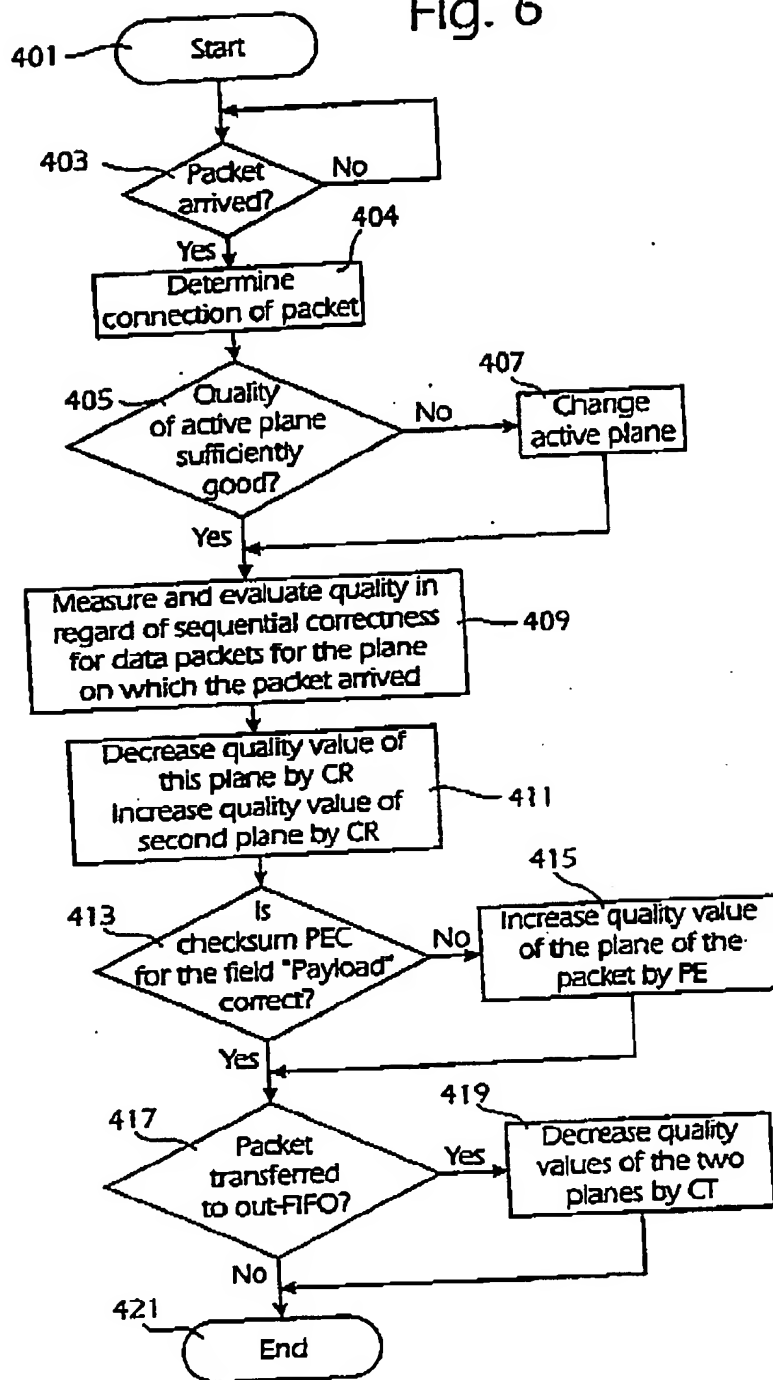 Fig. 6
401
Start
403
Packet
arrived?
No
Yes
404
Determine
connection of packet
405
Quality
of active plane
sufficiently
good?
No
407
Change
active plane
Yes
Measure and evaluate quality in
regard of sequential correctness
for data packets for the plane
on which the packet arrived
409
Decrease quality value of
this plane by CR
Increase quality value of
second plane by CR
411
413
Is
checksum PEC
for the field "Payload"
correct?
No
415
Increase quality value
of the plane of the
packet by PE
Yes
417
Packet
transferred
to out-FIFO?
Yes
419
Decrease quality
values of the two
planes by CT
No
421
End